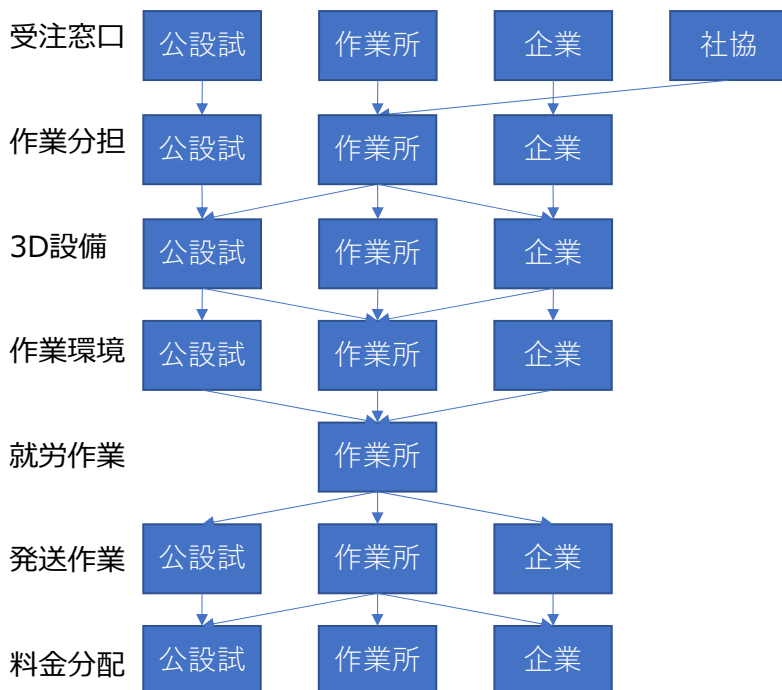 受注窓口 公設試 作業所 企業 社協
作業分担 公設試 作業所 企業
3D設備 公設試 作業所 企業
作業環境 公設試 作業所 企業
就労作業 作業所
発送作業 公設試 作業所 企業
料金分配 公設試 作業所 企業